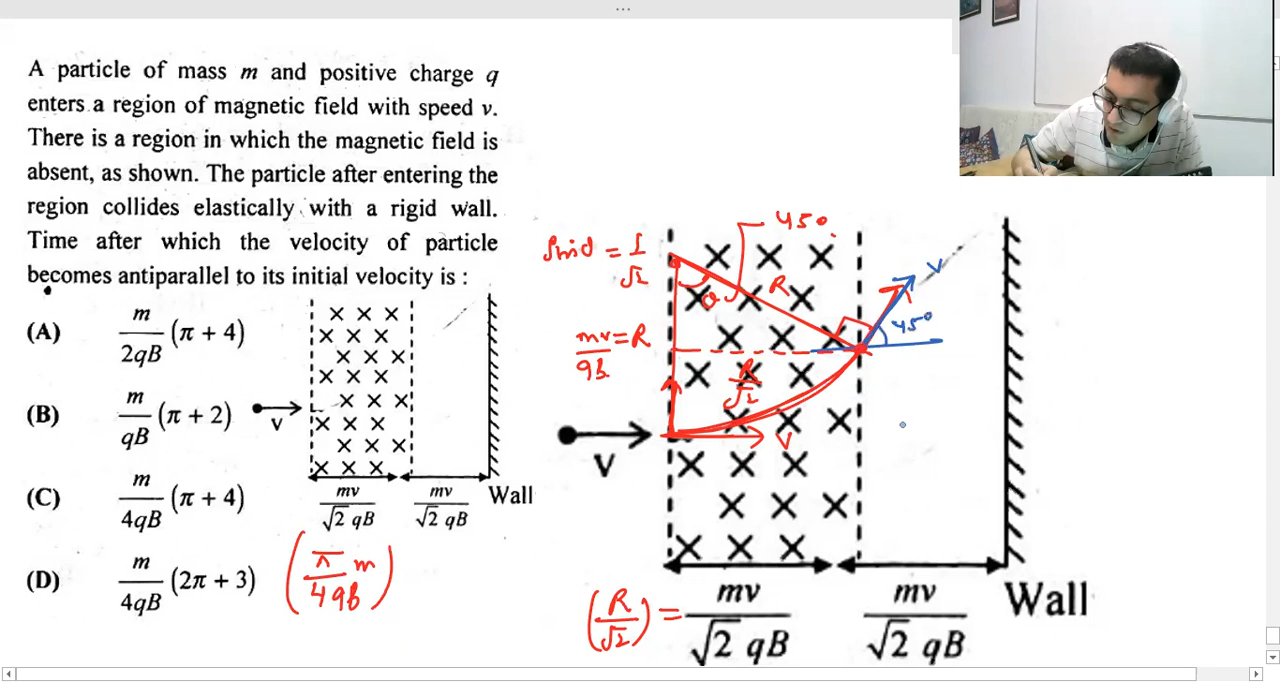 A particle of mass m and positive charge q
enters a region of magnetic field with speed v.
There is a region in which the magnetic field is
absent, as shown. The particle after entering the
region collides elastically with a rigid wall.
Time after which the velocity of particle
becomes antiparallel to its initial velocity is :
(A) m/2qB (π + 4)
(B) m/qB (π + 2)
(C) m/4qB (π + 4)
(D) m/4qB (2π + 3)
v
mv/√2 qB
mv/√2 qB
Wall
(π m/4qB)
sinθ = 1/√2
45°
R
θ
mv/qB = R
R/√2
45°
v
v
V
(R/√2) = mv/√2 qB
mv/√2 qB
Wall